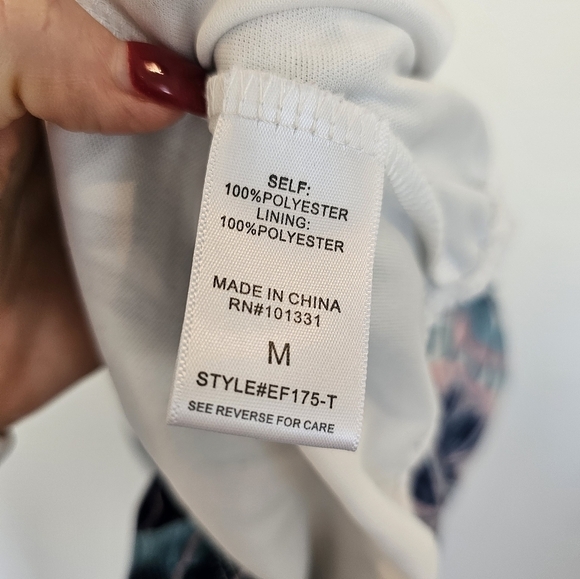 SELF:
100%POLYESTER
LINING:
100%POLYESTER
MADE IN CHINA
RN#101331
M
STYLE#EF175-T
SEE REVERSE FOR CARE